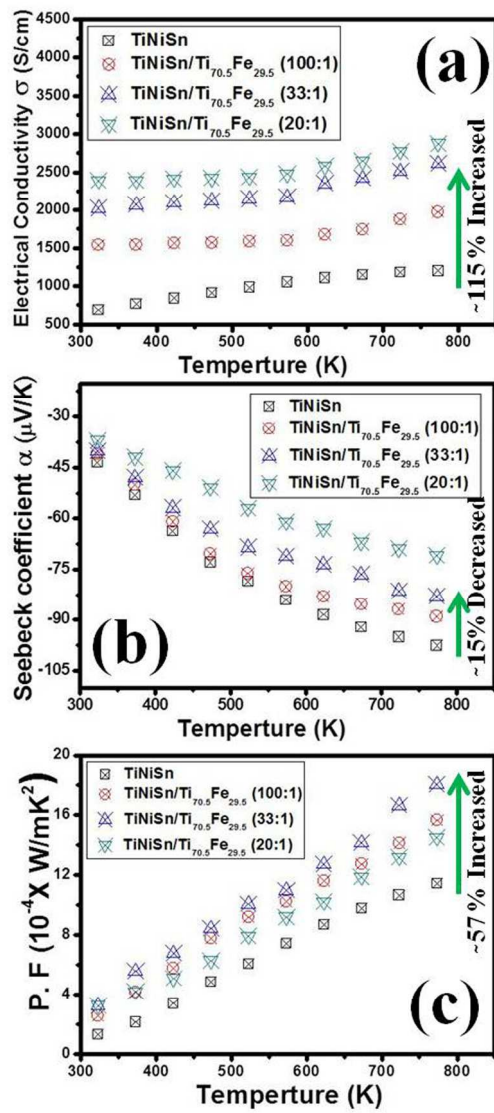 4500
4000
3500
3000
2500
2000
1500
1000
500
Electrical Conductivity σ (S/cm)
TiNiSn
TiNiSn/Ti70.5Fe29.5 (100:1)
TiNiSn/Ti70.5Fe29.5 (33:1)
TiNiSn/Ti70.5Fe29.5 (20:1)
(a)
~115% Increased
300 400 500 600 700 800
Temperture (K)
-30
-45
-60
-75
-90
-105
Seebeck coefficient α (μV/K)
TiNiSn
TiNiSn/Ti70.5Fe29.5 (100:1)
TiNiSn/Ti70.5Fe29.5 (33:1)
TiNiSn/Ti70.5Fe29.5 (20:1)
(b)
~15% Decreased
300 400 500 600 700 800
Temperture (K)
20
16
12
8
4
0
P. F (10-4X W/mK2)
TiNiSn
TiNiSn/Ti70.5Fe29.5 (100:1)
TiNiSn/Ti70.5Fe29.5 (33:1)
TiNiSn/Ti70.5Fe29.5 (20:1)
(c)
~57% Increased
300 400 500 600 700 800
Temperture (K)